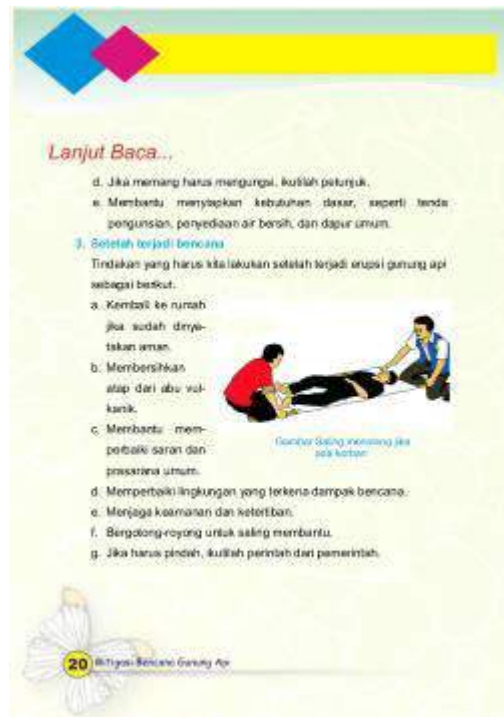 Lanjut Baca...
d. Jika memang harus mengungsi, ikutilah petunjuk.
e. Membantu menyiapkan kebutuhan dasar, seperti tenda
pengunsian, penyediaan air bersih, dan dapur umum.
3. Setelah terjadi bencana
Tindakan yang harus kita lakukan setelah terjadi erupsi gunung api
sebagai berikut.
a. Kembali ke rumah
jika sudah dinya-
takan aman.
b. Membersihkan
atap dari abu vul-
kanik.
c. Membantu mem-
perbaiki saran dan
prasarana umum.
Gambar Saling menolong jika
ada korban
d. Memperbaiki lingkungan yang terkena dampak bencana.
e. Menjaga keamanan dan ketertiban.
f. Bergotong-royong untuk saling membantu.
g. Jika harus pindah, ikutilah perintah dari pemerintah.
20 Mitigasi Bencana Gunung Api